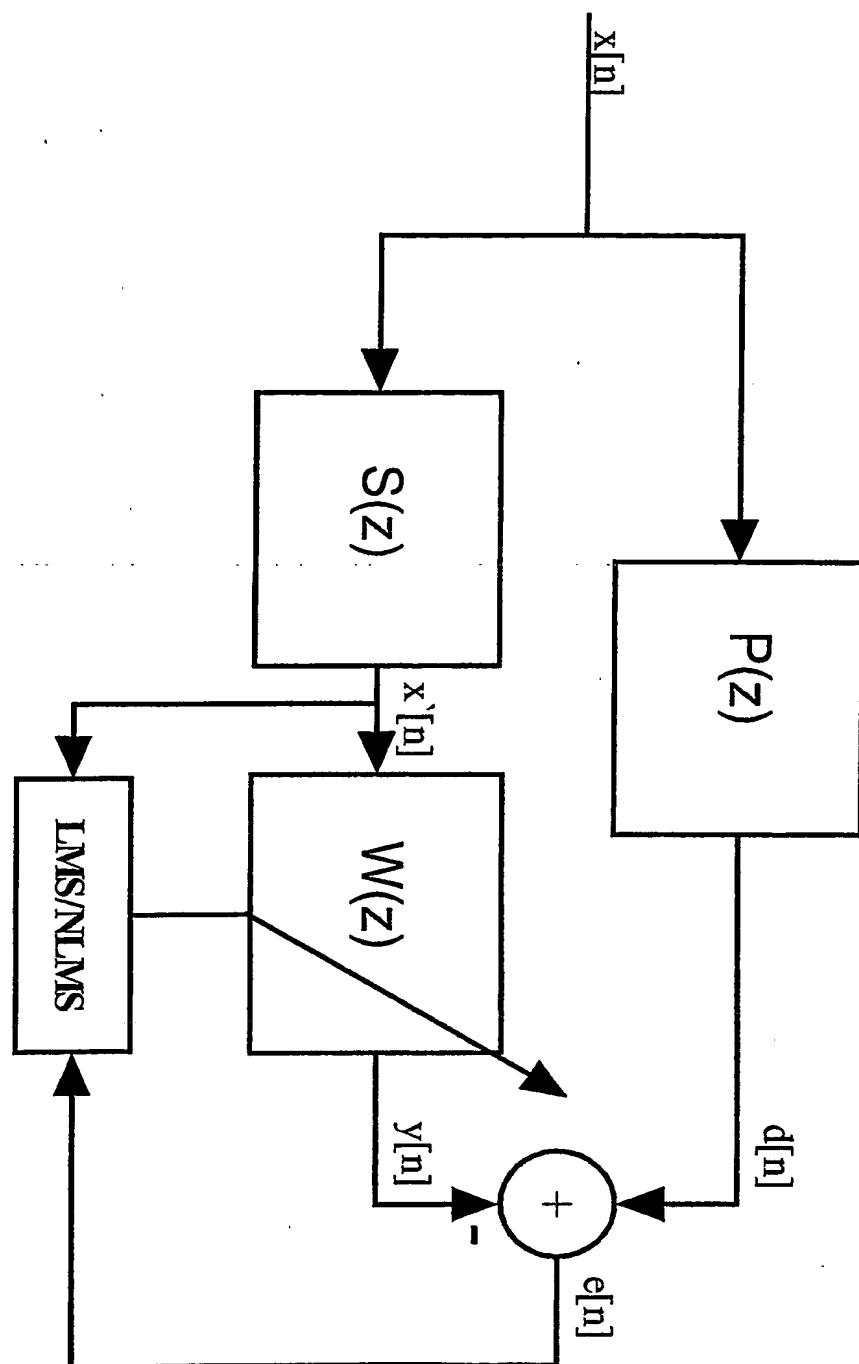 x[n]
P(z)
d[n]
S(z)
x`[n]
W(z)
y[n]
+
-
e[n]
LMS/NLMS